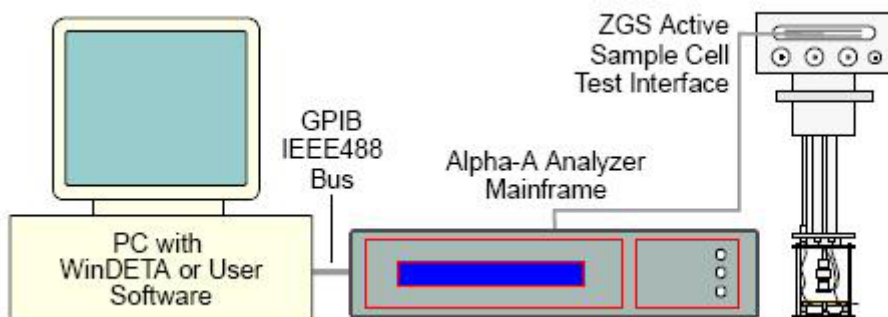 ZGS Active
Sample Cell
Test Interface
GPIB
IEEE488
Bus
Alpha-A Analyzer
Mainframe
PC with
WinDETA or User
Software